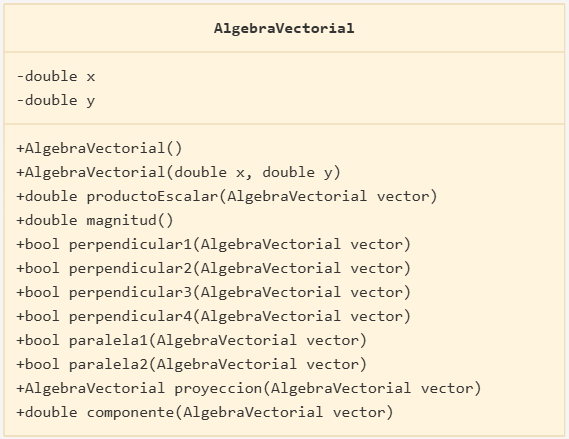 AlgebraVectorial
-double x
-double y
+AlgebraVectorial()
+AlgebraVectorial(double x, double y)
+double productoEscalar(AlgebraVectorial vector)
+double magnitud()
+bool perpendicular1(AlgebraVectorial vector)
+bool perpendicular2(AlgebraVectorial vector)
+bool perpendicular3(AlgebraVectorial vector)
+bool perpendicular4(AlgebraVectorial vector)
+bool paralela1(AlgebraVectorial vector)
+bool paralela2(AlgebraVectorial vector)
+AlgebraVectorial proyeccion(AlgebraVectorial vector)
+double componente(AlgebraVectorial vector)